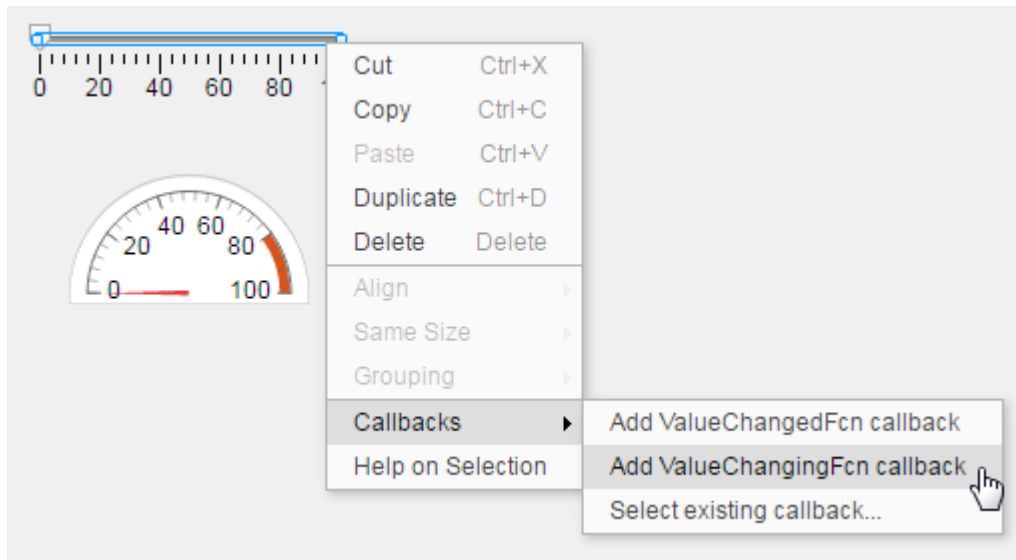 0 20 40 60 80
Cut Ctrl+X
Copy Ctrl+C
Paste Ctrl+V
Duplicate Ctrl+D
Delete Delete
Align
Same Size
Grouping
Callbacks
Help on Selection
Add ValueChangedFcn callback
Add ValueChangingFcn callback
Select existing callback...
40 60
20 80
0 100